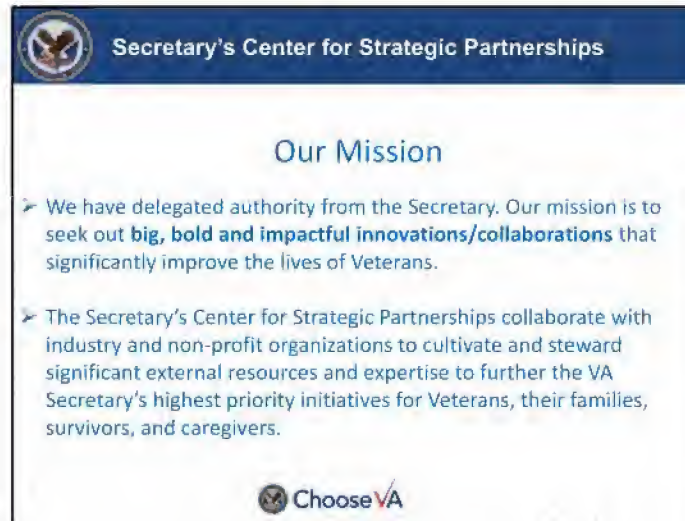 Secretary's Center for Strategic Partnerships
Our Mission
➢ We have delegated authority from the Secretary. Our mission is to
seek out big, bold and impactful innovations/collaborations that
significantly improve the lives of Veterans.
➢ The Secretary's Center for Strategic Partnerships collaborate with
industry and non-profit organizations to cultivate and steward
significant external resources and expertise to further the VA
Secretary's highest priority initiatives for Veterans, their families,
survivors, and caregivers.
Choose VA